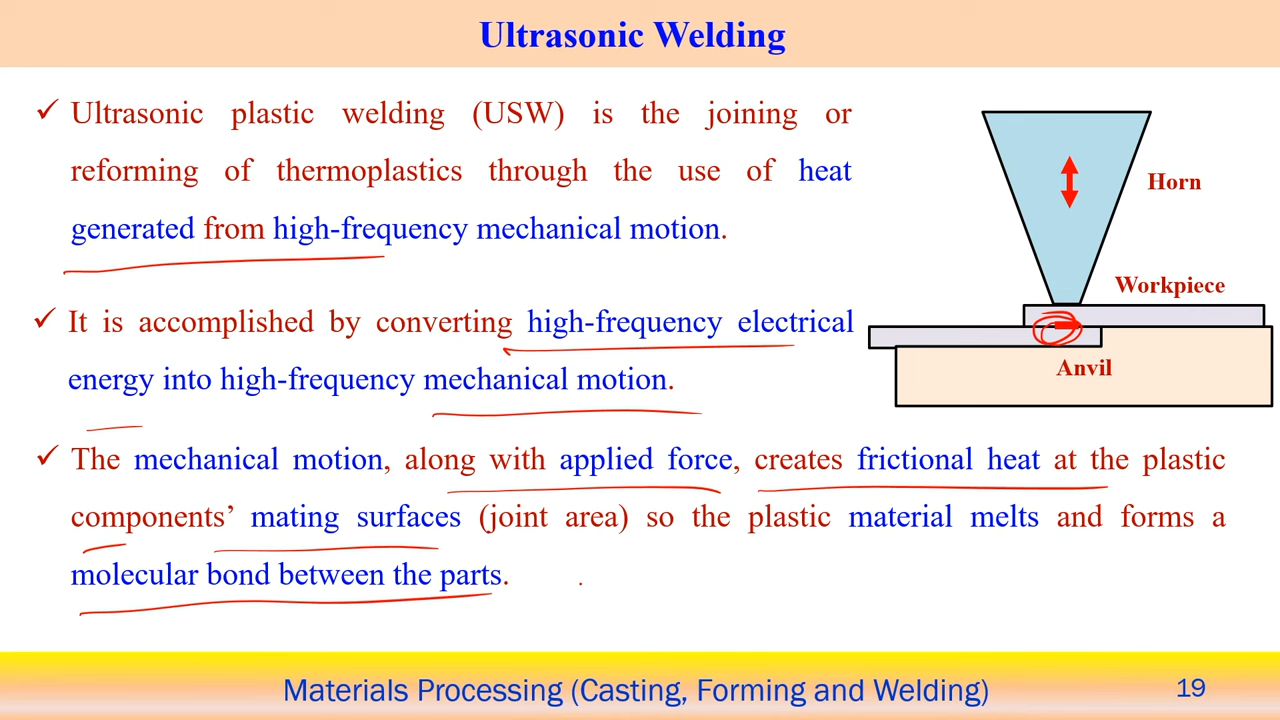 Ultrasonic Welding
✓ Ultrasonic plastic welding (USW) is the joining or
reforming of thermoplastics through the use of heat
generated from high-frequency mechanical motion.
✓ It is accomplished by converting high-frequency electrical
energy into high-frequency mechanical motion.
Horn
Workpiece
Anvil
✓ The mechanical motion, along with applied force, creates frictional heat at the plastic
components’ mating surfaces (joint area) so the plastic material melts and forms a
molecular bond between the parts.
Materials Processing (Casting, Forming and Welding)
19